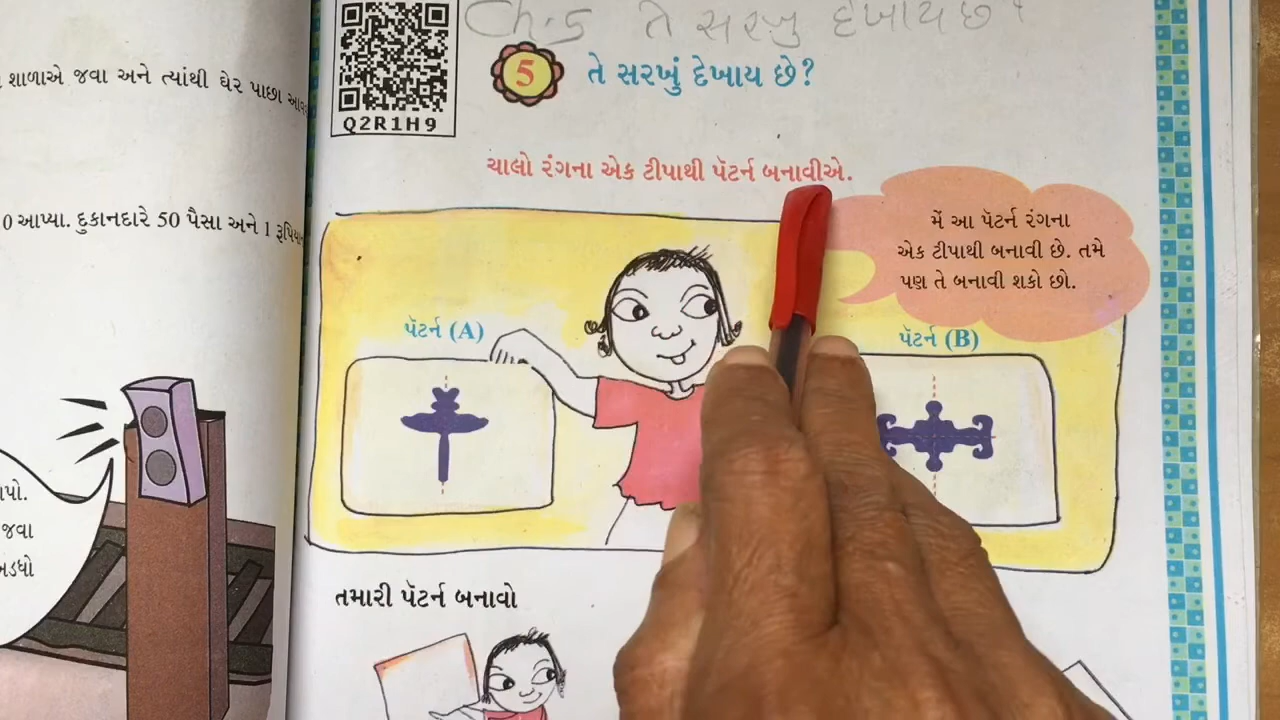 શાળાએ જવા અને ત્યાંથી ઘેર પાછા
0 આપ્યા. દુકાનદારે 50 પૈસા અને 1
જવા
Q2R1H9
Ch-5 તે સરખુ દેખાય છે ?
5 તે સરખું દેખાય છે?
ચાલો રંગના એક ટીપાથી પૅટર્ન બનાવીએ.
મેં આ પૅટર્ન રંગના
એક ટીપાથી બનાવી છે. તમે
પણ તે બનાવી શકો છો.
પૅટર્ન (A)
પૅટર્ન (B)
તમારી પૅટર્ન બનાવો